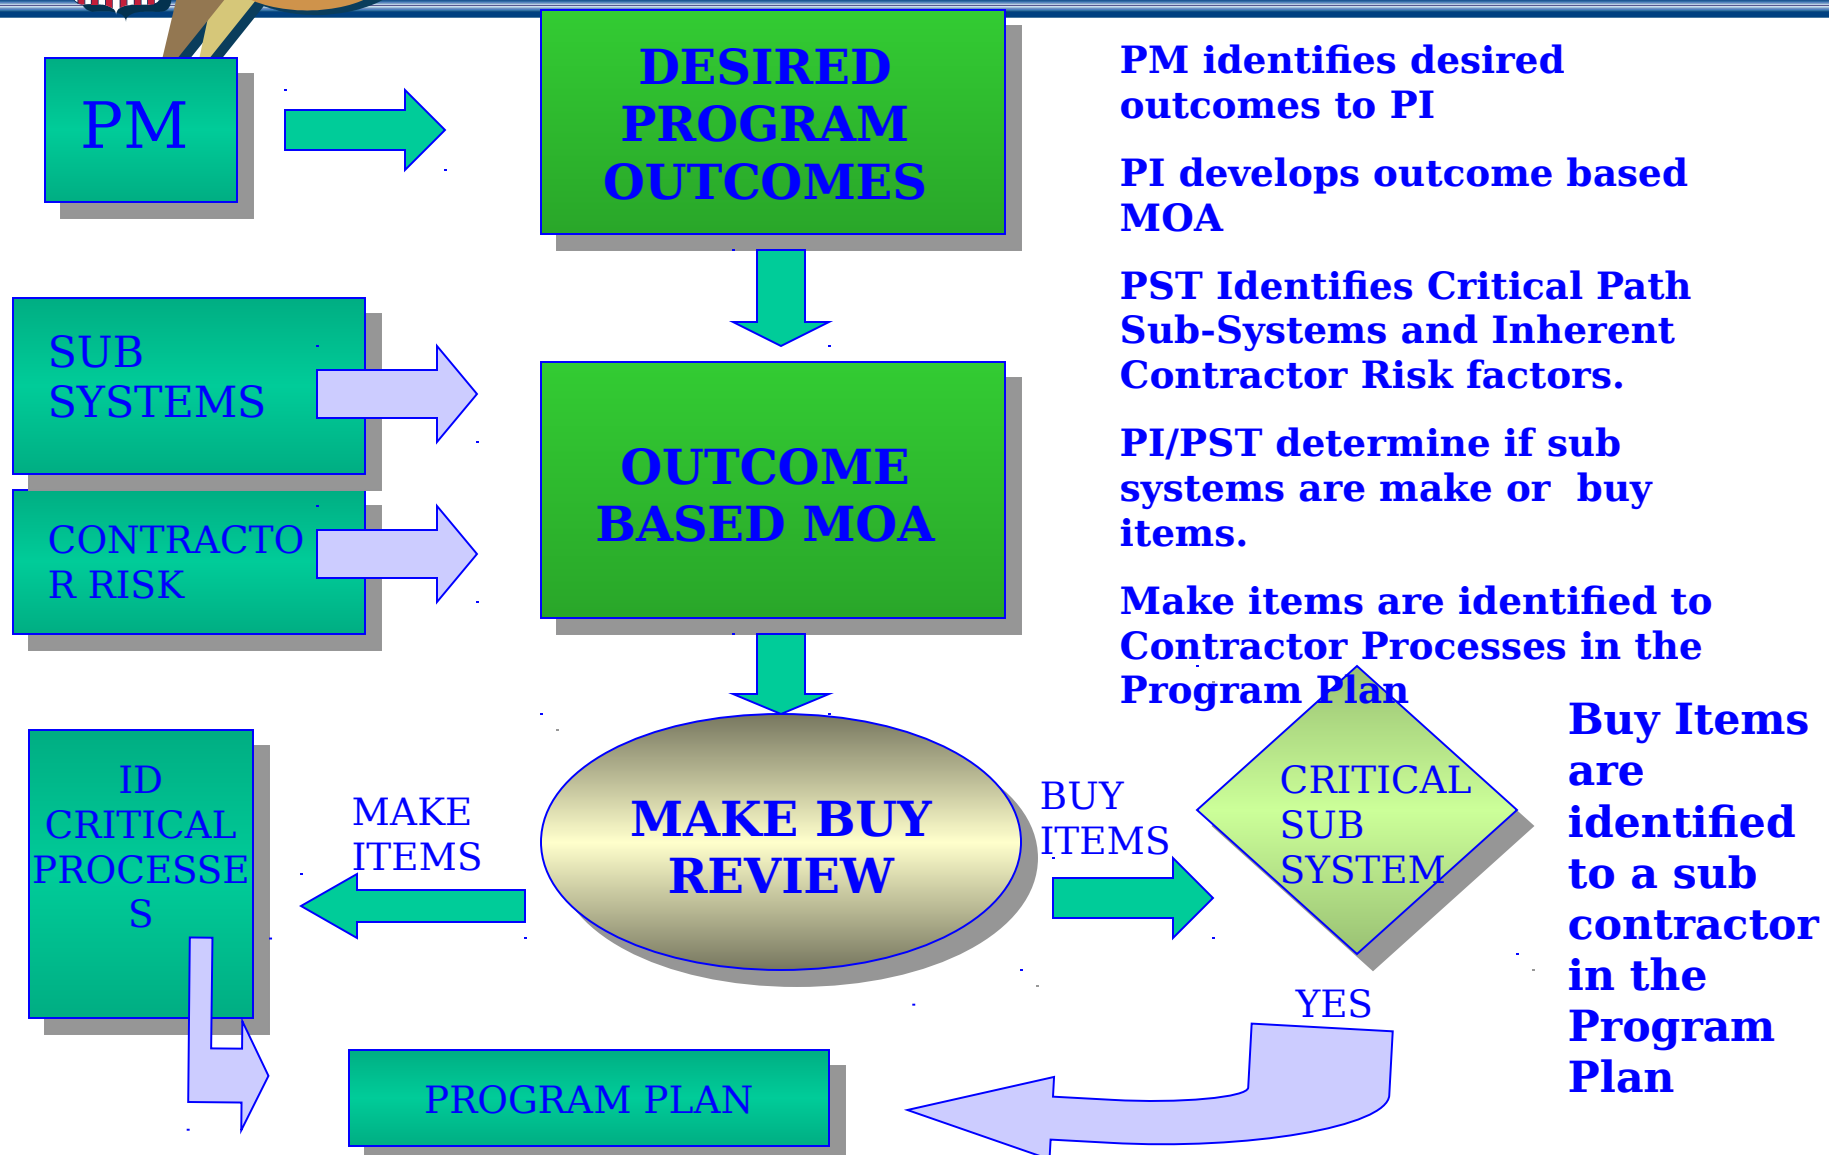 PM
DESIRED
PROGRAM
OUTCOMES
PM identifies desired
outcomes to PI
PI develops outcome based
MOA
PST Identifies Critical Path
Sub-Systems and Inherent
Contractor Risk factors.
PI/PST determine if sub
systems are make or  buy
items.
Make items are identified to
Contractor Processes in the
Program Plan
SUB
SYSTEMS
CONTRACTO
R RISK
OUTCOME
BASED MOA
ID
CRITICAL
PROCESSE
S
MAKE
ITEMS
MAKE BUY
REVIEW
BUY
ITEMS
CRITICAL
SUB
SYSTEM
Buy Items
are
identified
to a sub
contractor
in the
Program
Plan
YES
PROGRAM PLAN